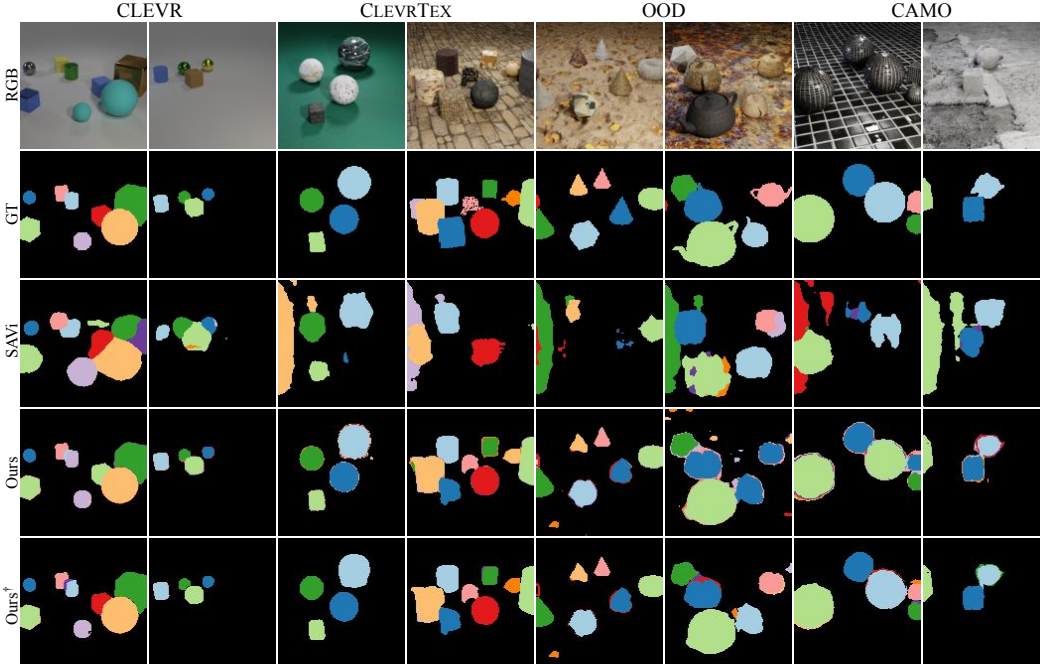 CLEVR CLEVRTEX OOD CAMO
RGB
GT
SAVi
Ours
Ours†